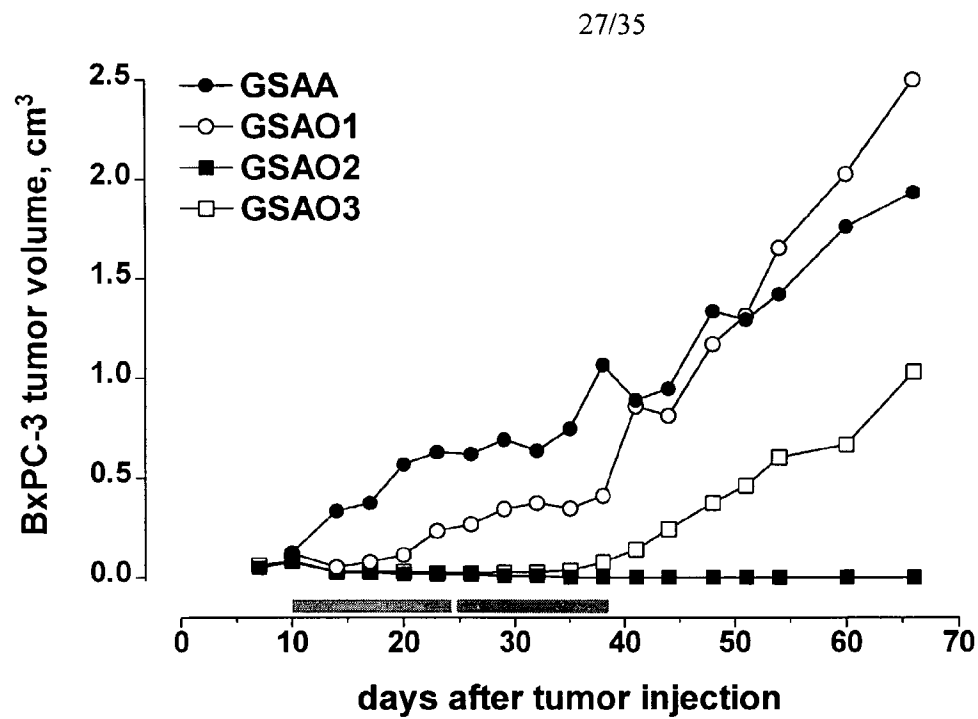 27/35
GSAA
GSAO1
GSAO2
GSAO3
BxPC-3 tumor volume, cm³
2.5
2.0
1.5
1.0
0.5
0.0
0 10 20 30 40 50 60 70
days after tumor injection